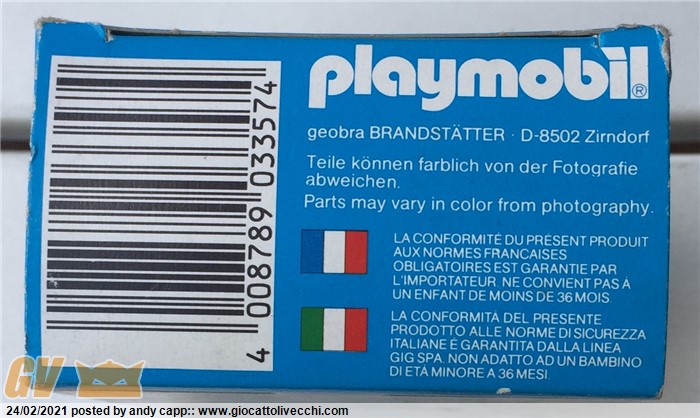 playmobil®
geobra BRANDSTÄTTER · D-8502 Zirndorf
Teile können farblich von der Fotografie
abweichen.
Parts may vary in color from photography.
LA CONFORMITÉ DU PRÉSENT PRODUIT
AUX NORMES FRANCAISES
OBLIGATOIRES EST GARANTIE PAR
L'IMPORTATEUR. NE CONVIENT PAS À
UN ENFANT DE MOINS DE 36 MOIS.
LA CONFORMITÀ DEL PRESENTE
PRODOTTO ALLE NORME DI SICUREZZA
ITALIANE È GARANTITA DALLA LINEA
GIG SPA. NON ADATTO AD UN BAMBINO
DI ETÀ MINORE A 36 MESI.
4 008789 033574
GV
24/02/2021 posted by andy capp:: www.giocattolivecchi.com